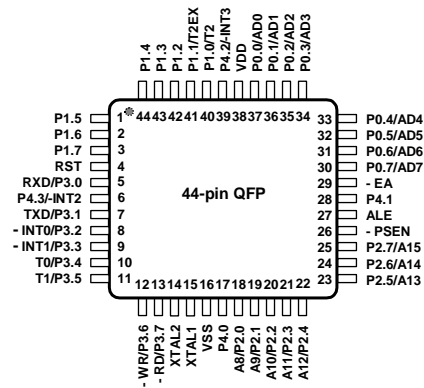 P1.4
P1.3
P1.2
P1.1/T2EX
P1.0/T2
P4.2/-INT3
VDD
P0.0/AD0
P0.1/AD1
P0.2/AD2
P0.3/AD3
44 43 42 41 40 39 38 37 36 35 34
P1.5 1
P1.6 2
P1.7 3
RST 4
RXD/P3.0 5
P4.3/-INT2 6
TXD/P3.1 7
- INT0/P3.2 8
- INT1/P3.3 9
T0/P3.4 10
T1/P3.5 11
44-pin QFP
33 P0.4/AD4
32 P0.5/AD5
31 P0.6/AD6
30 P0.7/AD7
29 - EA
28 P4.1
27 ALE
26 - PSEN
25 P2.7/A15
24 P2.6/A14
23 P2.5/A13
12 13 14 15 16 17 18 19 20 21 22
- WR/P3.6
- RD/P3.7
XTAL2
XTAL1
VSS
P4.0
A8/P2.0
A9/P2.1
A10/P2.2
A11/P2.3
A12/P2.4